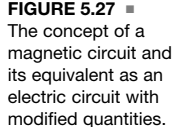 FIGURE 5.27 ■
The concept of a
magnetic circuit and
its equivalent as an
electric circuit with
modified quantities.